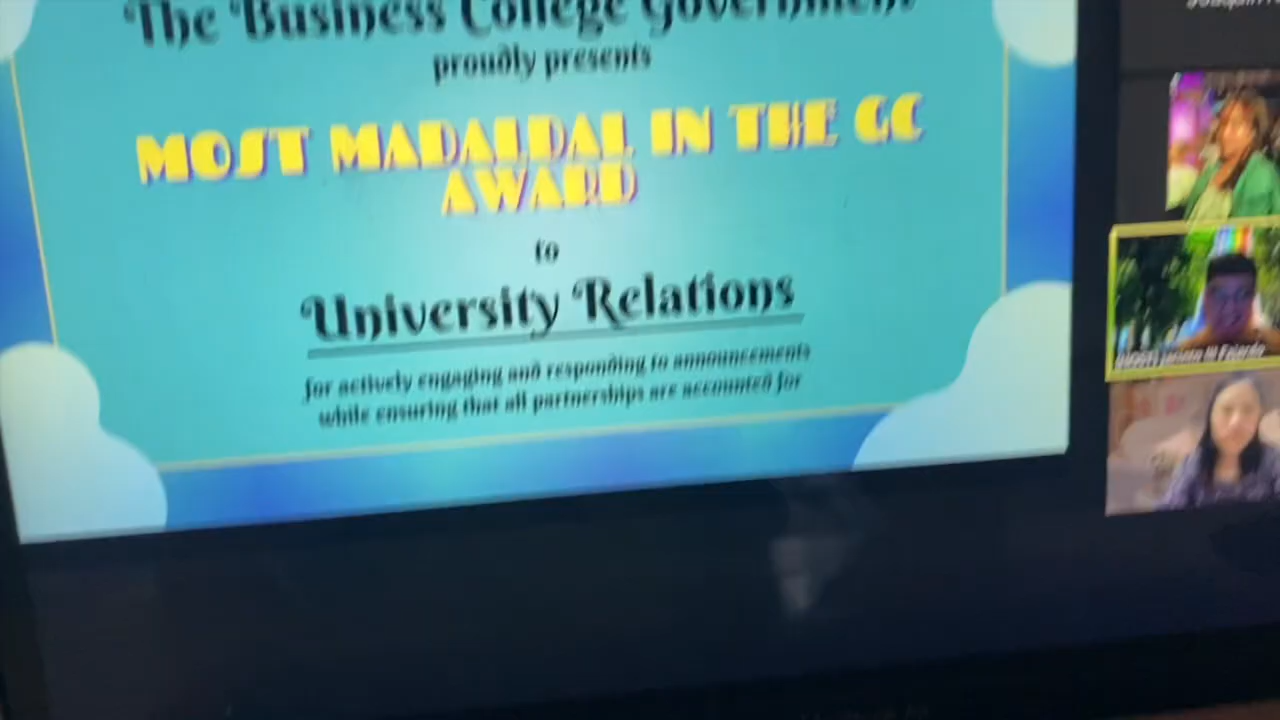 The Business College Government
proudly presents
MOST MADALDAL IN THE GC
AWARD
to
University Relations
for actively engaging and responding to announcements
while ensuring that all partnerships are accounted for